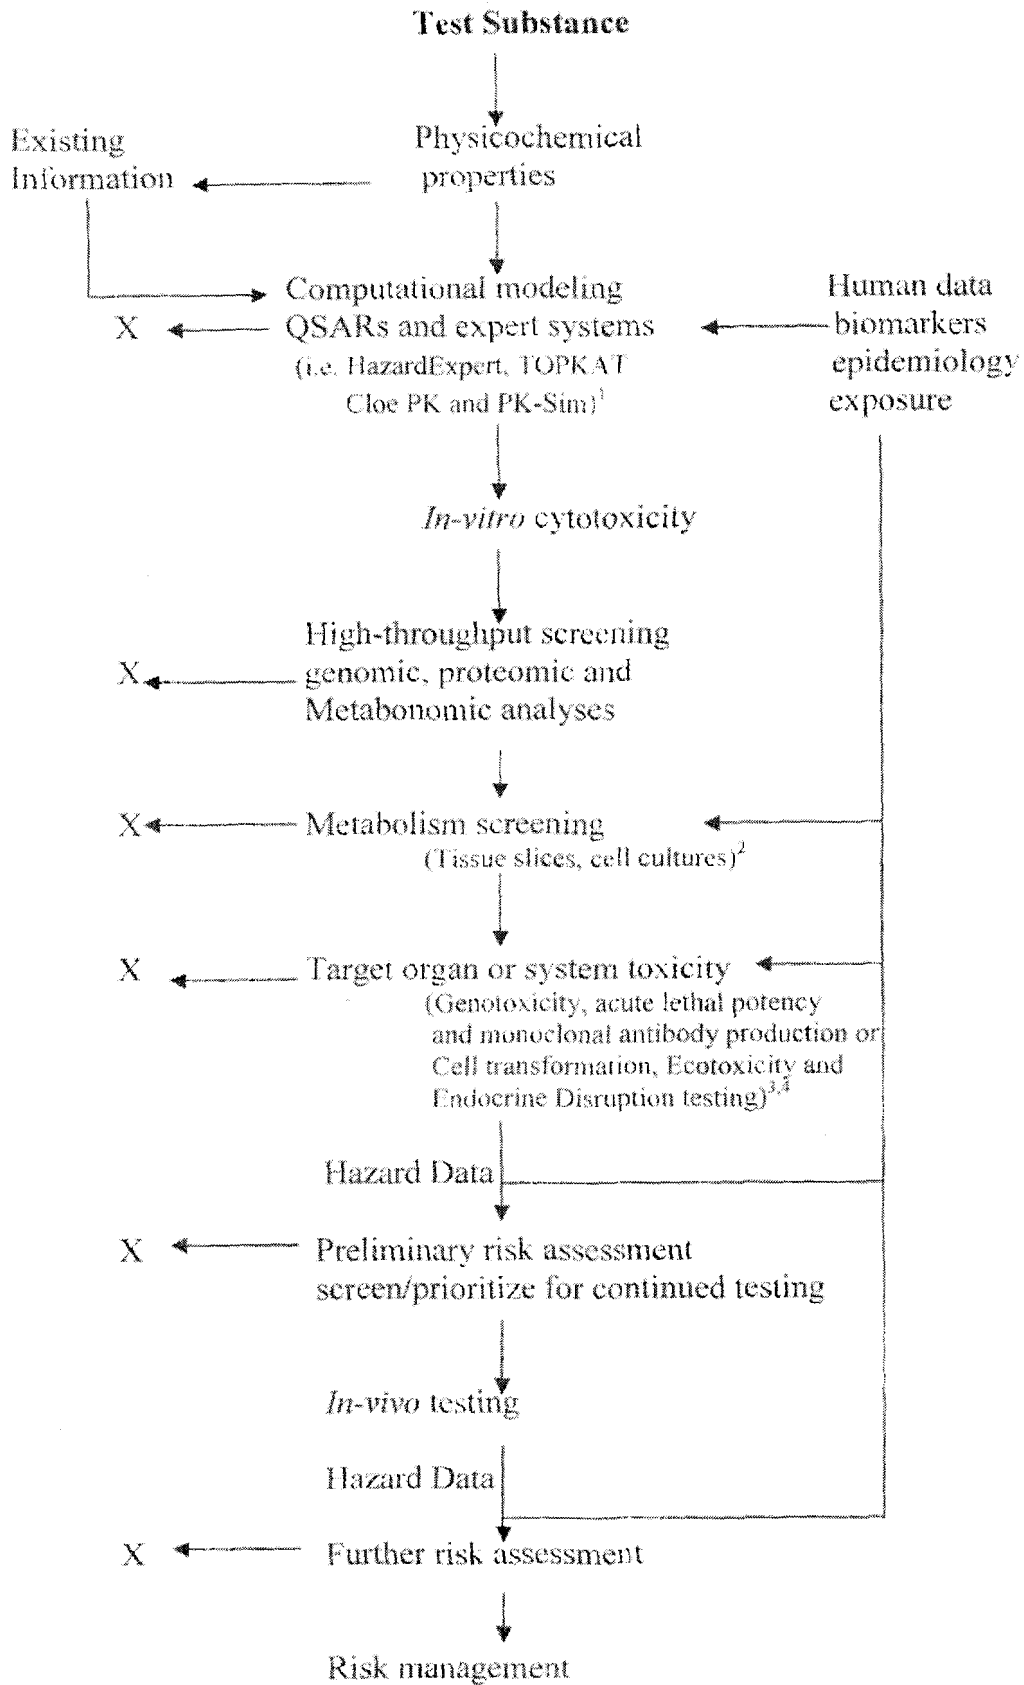 Test Substance
Existing
Information
Physicochemical
properties
Computational modeling
QSARs and expert systems
(i.e. HazardExpert, TOPKAT
Cloe PK and PK-Sim)1
X
Human data
biomarkers
epidemiology
exposure
In-vitro cytotoxicity
High-throughput screening
genomic, proteomic and
Metabonomic analyses
X
X
Metabolism screening
(Tissue slices, cell cultures)2
X
Target organ or system toxicity
(Genotoxicity, acute lethal potency
and monoclonal antibody production or
Cell transformation, Ecotoxicity and
Endocrine Disruption testing)3,4
Hazard Data
X
Preliminary risk assessment
screen/prioritize for continued testing
In-vivo testing
Hazard Data
X
Further risk assessment
Risk management